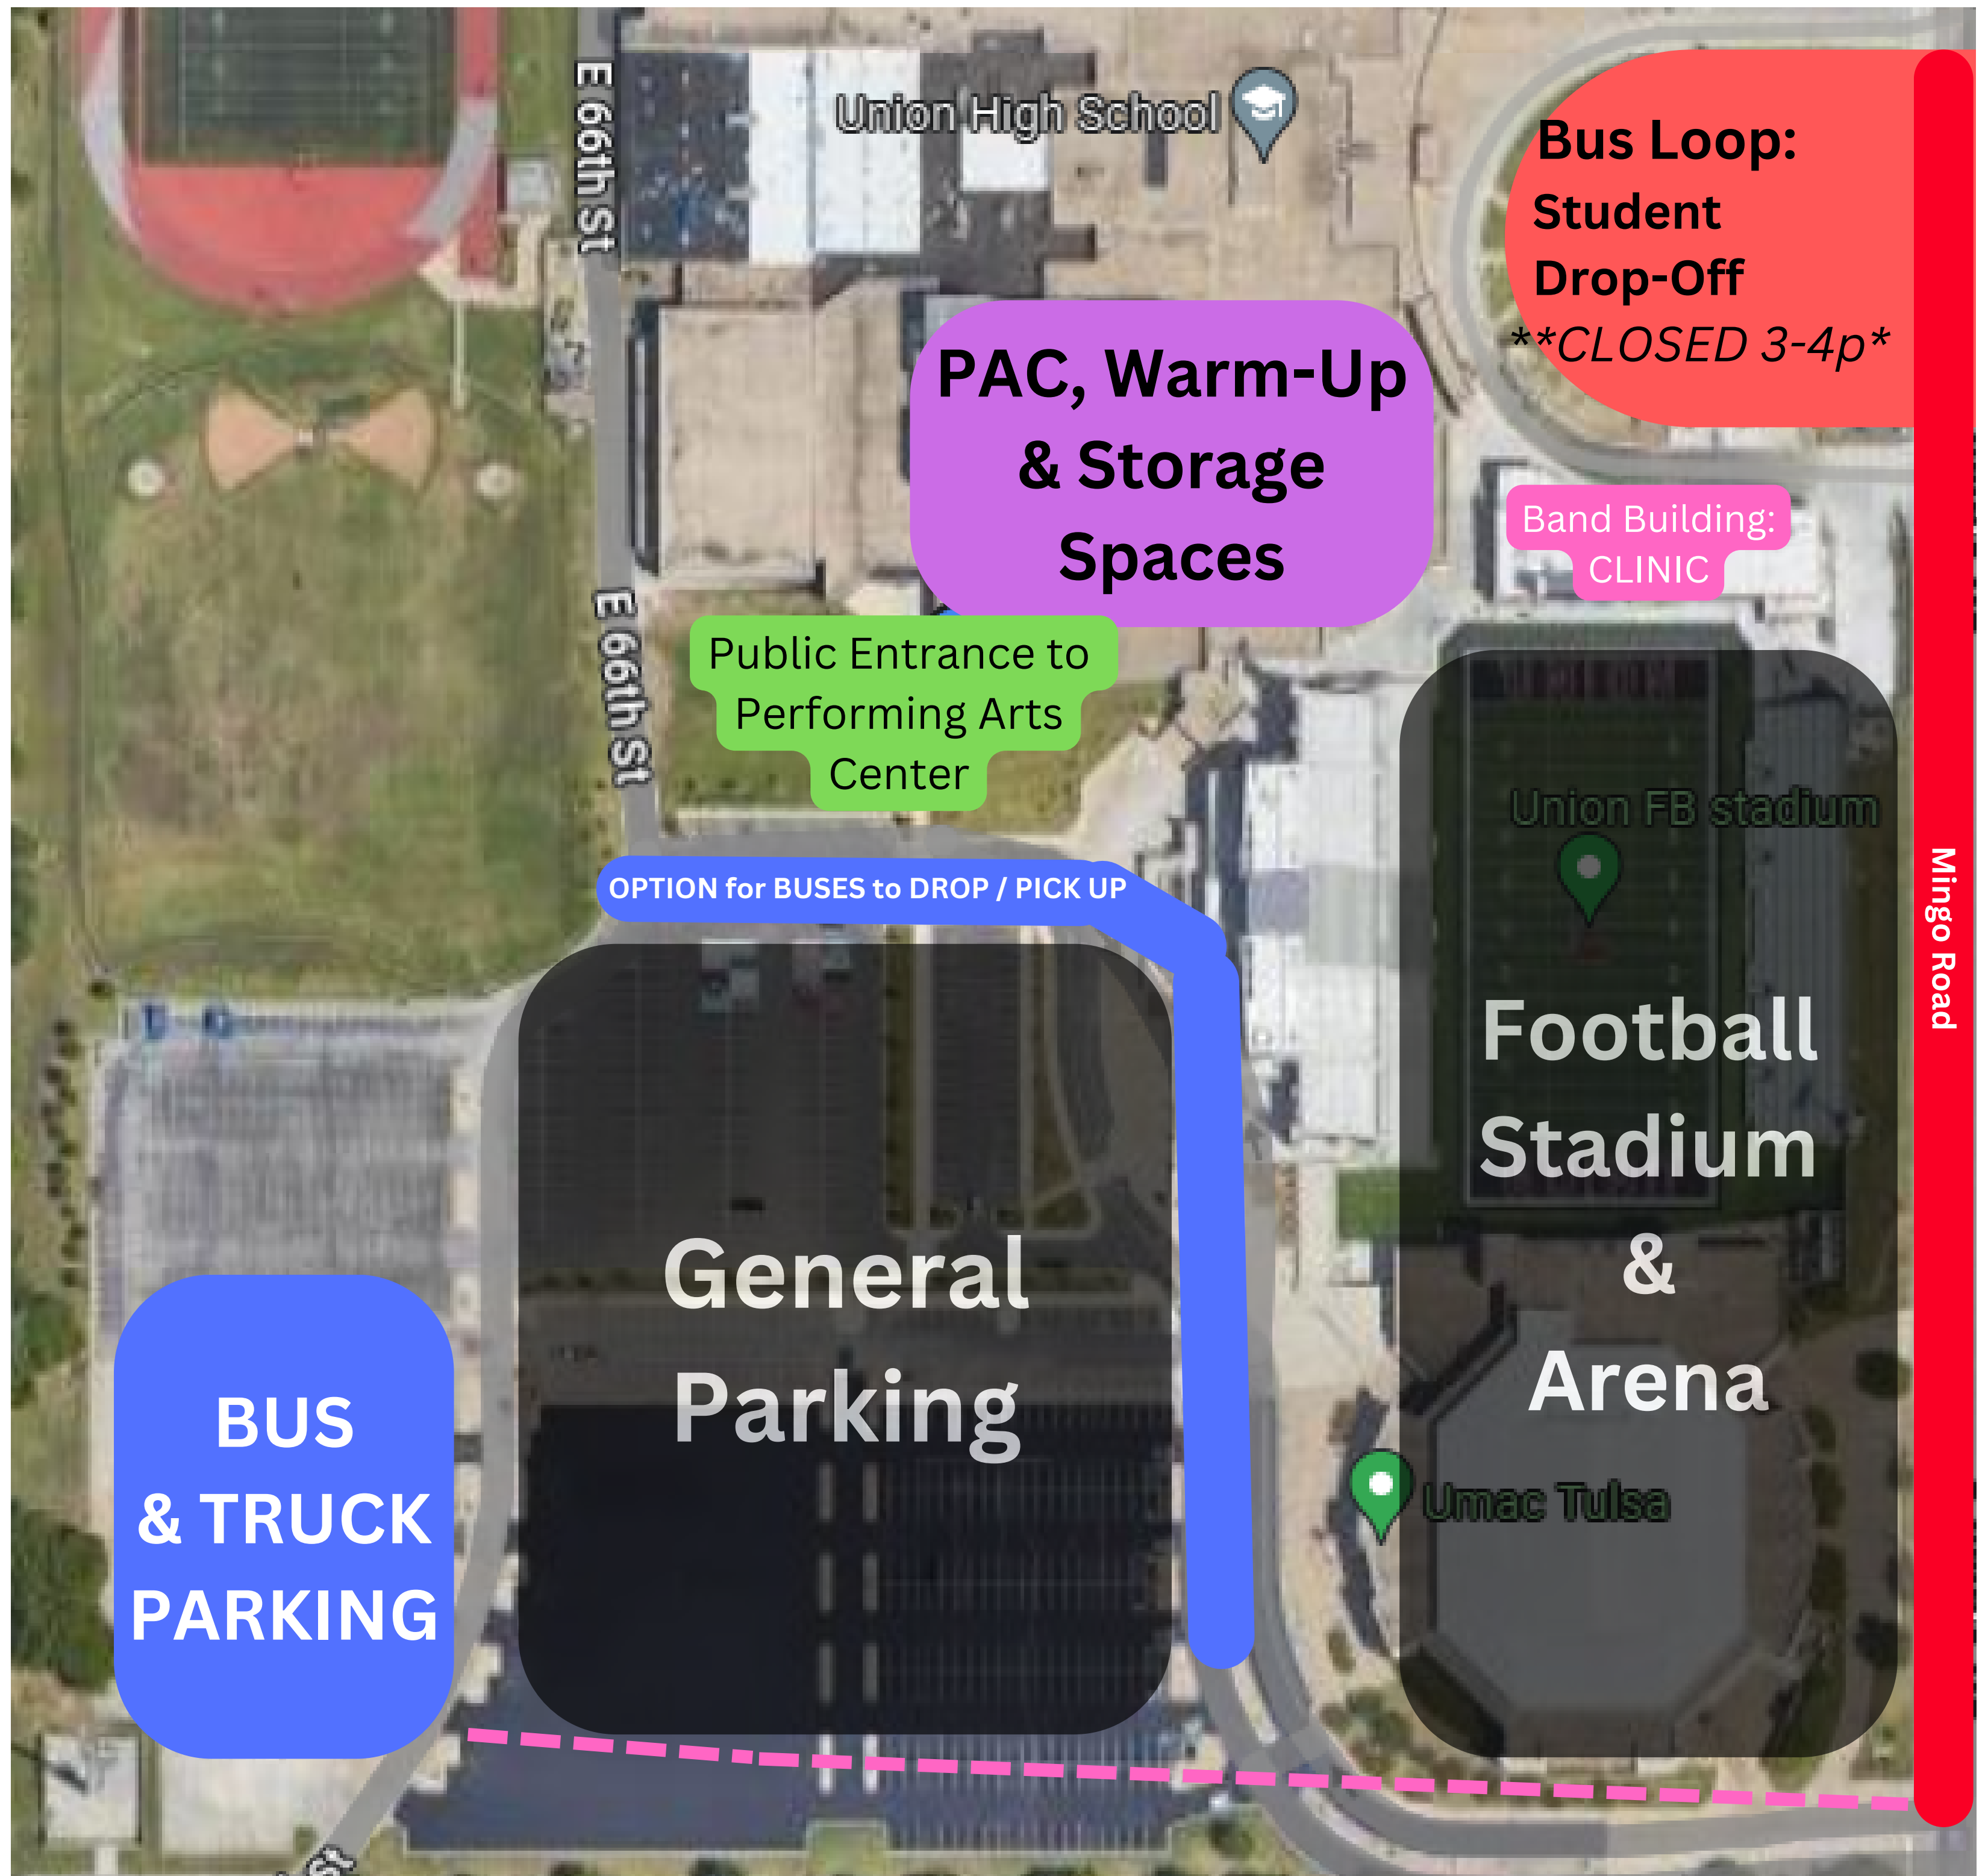 E 66th St
Union High School
Bus Loop:
Student
Drop-Off
**CLOSED 3-4p*
PAC, Warm-Up
& Storage
Spaces
Band Building:
CLINIC
E 66th St
Public Entrance to
Performing Arts
Center
Union FB stadium
OPTION for BUSES to DROP / PICK UP
Mingo Road
Football
Stadium
&
Arena
General
Parking
BUS
& TRUCK
PARKING
Umac Tulsa
St